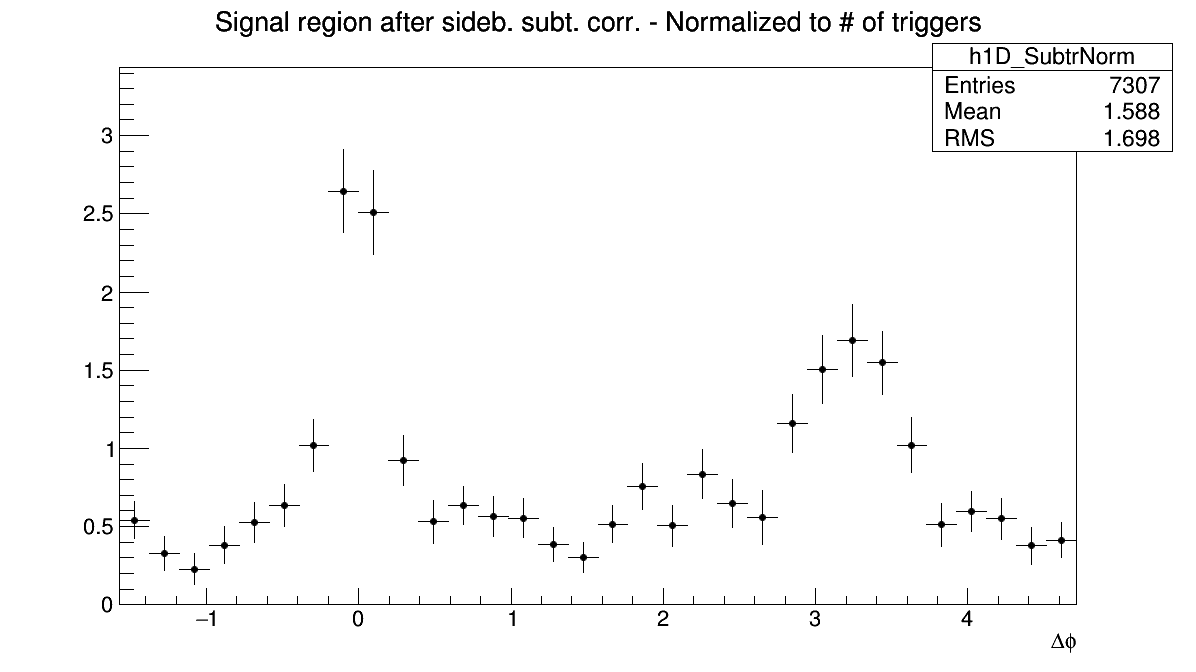 Signal region after sideb. subt. corr. - Normalized to # of triggers
h1D_SubtrNorm
Entries 7307
Mean 1.588
RMS 1.698
3
2.5
2
1.5
1
0.5
0
−1 0 1 2 3 4
Δϕ